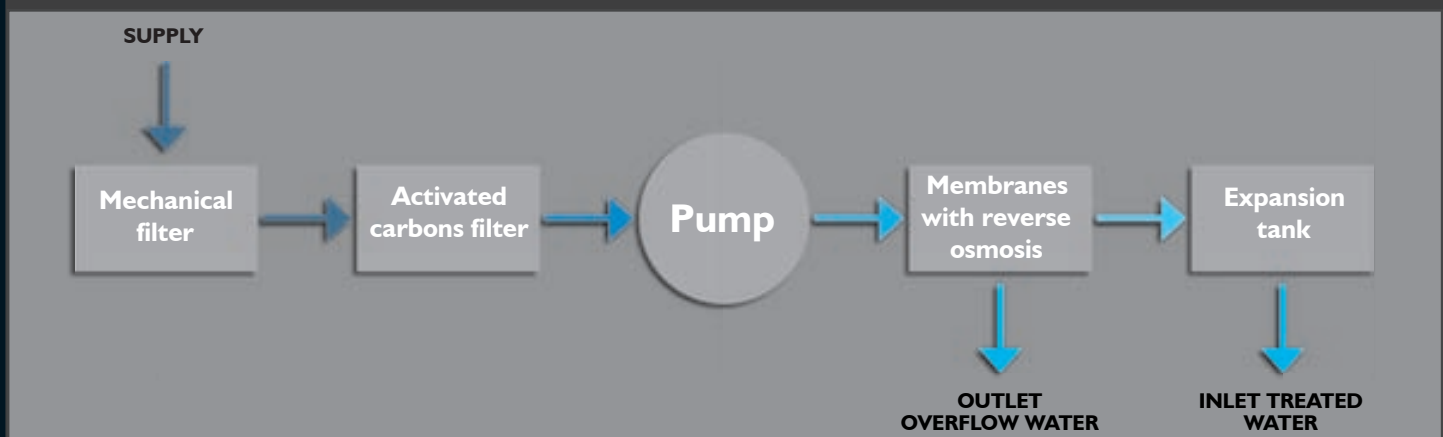 SUPPLY
Mechanical
filter
Activated
carbons filter
Pump
Membranes
with reverse
osmosis
Expansion
tank
OUTLET
OVERFLOW WATER
INLET TREATED
WATER